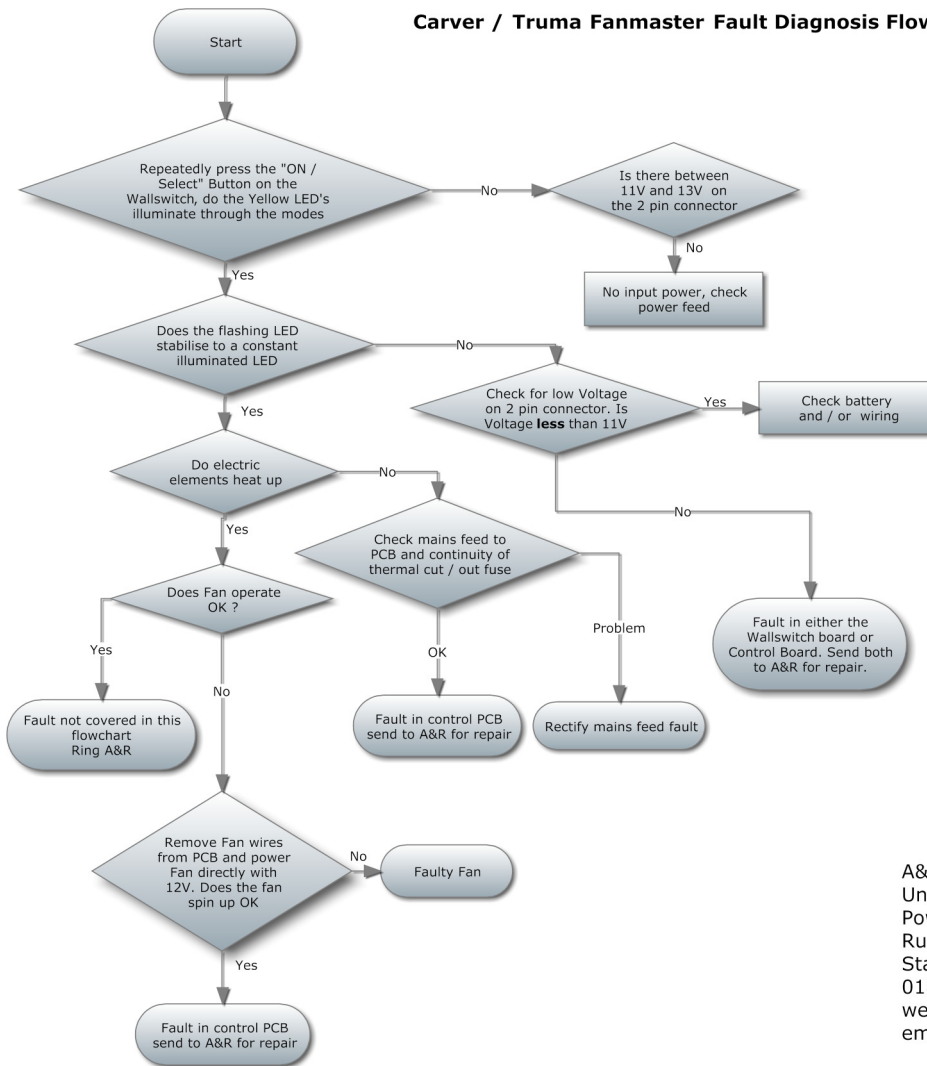 Carver / Truma Fanmaster Fault Diagnosis
Start
Repeatedly press the "ON /
Select" Button on the
Wallswitch, do the Yellow LED's
illuminate through the modes
No
Is there between
11V and 13V on
the 2 pin connector
No
No input power, check
power feed
Yes
Does the flashing LED
stabilise to a constant
illuminated LED
No
Check for low Voltage
on 2 pin connector. Is
Voltage less than 11V
Yes
Check battery
and / or wiring
No
Fault in either the
Wallswitch board or
Control Board. Send both
to A&R for repair.
Yes
Do electric
elements heat up
No
Check mains feed to
PCB and continuity of
thermal cut / out fuse
OK
Fault in control PCB
send to A&R for repair
Problem
Rectify mains feed fault
Yes
Does Fan operate
OK ?
Yes
Fault not covered in this
flowchart
Ring A&R
No
Remove Fan wires
from PCB and power
Fan directly with
12V. Does the fan
spin up OK
No
Faulty Fan
Yes
Fault in control PCB
send to A&R for repair